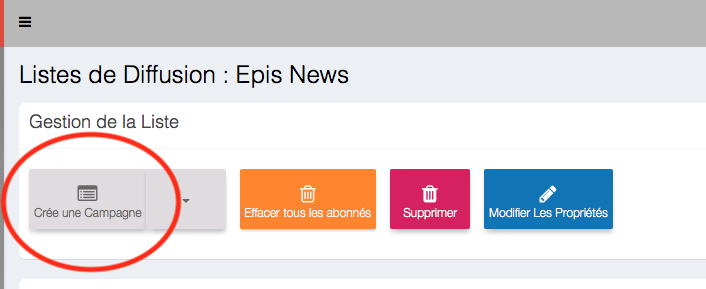 Listes de Diffusion : Epis News
Gestion de la Liste
Crée une Campagne
Effacer tous les abonnés
Supprimer
Modifier Les Propriétés